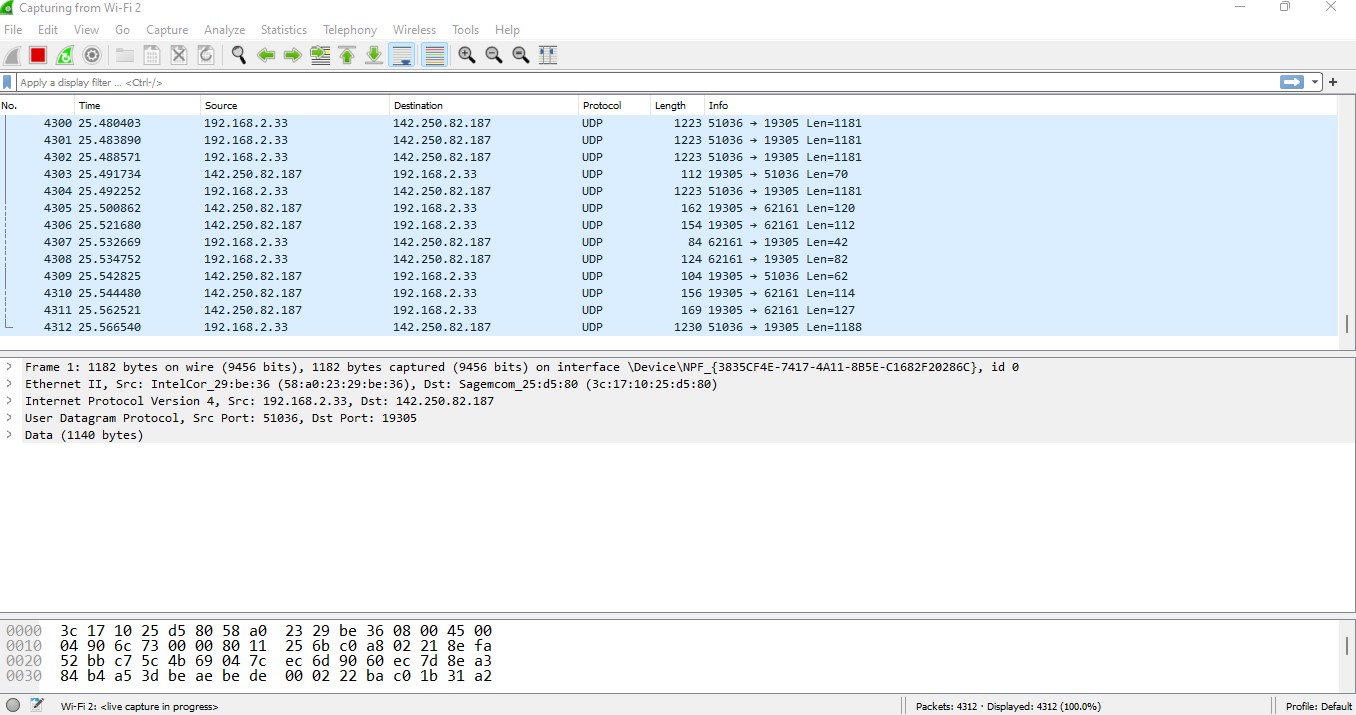 Capturing from Wi-Fi 2
File Edit View Go Capture Analyze Statistics Telephony Wireless Tools Help
Apply a display filter ... <Ctrl-/>
No. Time Source Destination Protocol Length Info
4300 25.480403 192.168.2.33 142.250.82.187 UDP 1223 51036 → 19305 Len=1181
4301 25.483890 192.168.2.33 142.250.82.187 UDP 1223 51036 → 19305 Len=1181
4302 25.488571 192.168.2.33 142.250.82.187 UDP 1223 51036 → 19305 Len=1181
4303 25.491734 142.250.82.187 192.168.2.33 UDP 112 19305 → 51036 Len=70
4304 25.492252 192.168.2.33 142.250.82.187 UDP 1223 51036 → 19305 Len=1181
4305 25.500862 142.250.82.187 192.168.2.33 UDP 162 19305 → 62161 Len=120
4306 25.521680 142.250.82.187 192.168.2.33 UDP 154 19305 → 62161 Len=112
4307 25.532669 192.168.2.33 142.250.82.187 UDP 84 62161 → 19305 Len=42
4308 25.534752 192.168.2.33 142.250.82.187 UDP 124 62161 → 19305 Len=82
4309 25.542825 142.250.82.187 192.168.2.33 UDP 104 19305 → 51036 Len=62
4310 25.544480 142.250.82.187 192.168.2.33 UDP 156 19305 → 62161 Len=114
4311 25.562521 142.250.82.187 192.168.2.33 UDP 169 19305 → 62161 Len=127
4312 25.566540 192.168.2.33 142.250.82.187 UDP 1230 51036 → 19305 Len=1188
Frame 1: 1182 bytes on wire (9456 bits), 1182 bytes captured (9456 bits) on interface \Device\NPF_{3835CF4E-7417-4A11-8B5E-C1682F20286C}, id 0
Ethernet II, Src: IntelCor_29:be:36 (58:a0:23:29:be:36), Dst: Sagemcom_25:d5:80 (3c:17:10:25:d5:80)
Internet Protocol Version 4, Src: 192.168.2.33, Dst: 142.250.82.187
User Datagram Protocol, Src Port: 51036, Dst Port: 19305
Data (1140 bytes)
0000 3c 17 10 25 d5 80 58 a0 23 29 be 36 08 00 45 00
0010 04 90 6c 73 00 00 80 11 25 6b c0 a8 02 21 8e fa
0020 52 bb c7 5c 4b 69 04 7c ec 6d 90 60 ec 7d 8e a3
0030 84 b4 a5 3d be ae be de 00 02 22 ba c0 1b 31 a2
Wi-Fi 2: <live capture in progress> Packets: 4312 · Displayed: 4312 (100.0%) Profile: Default